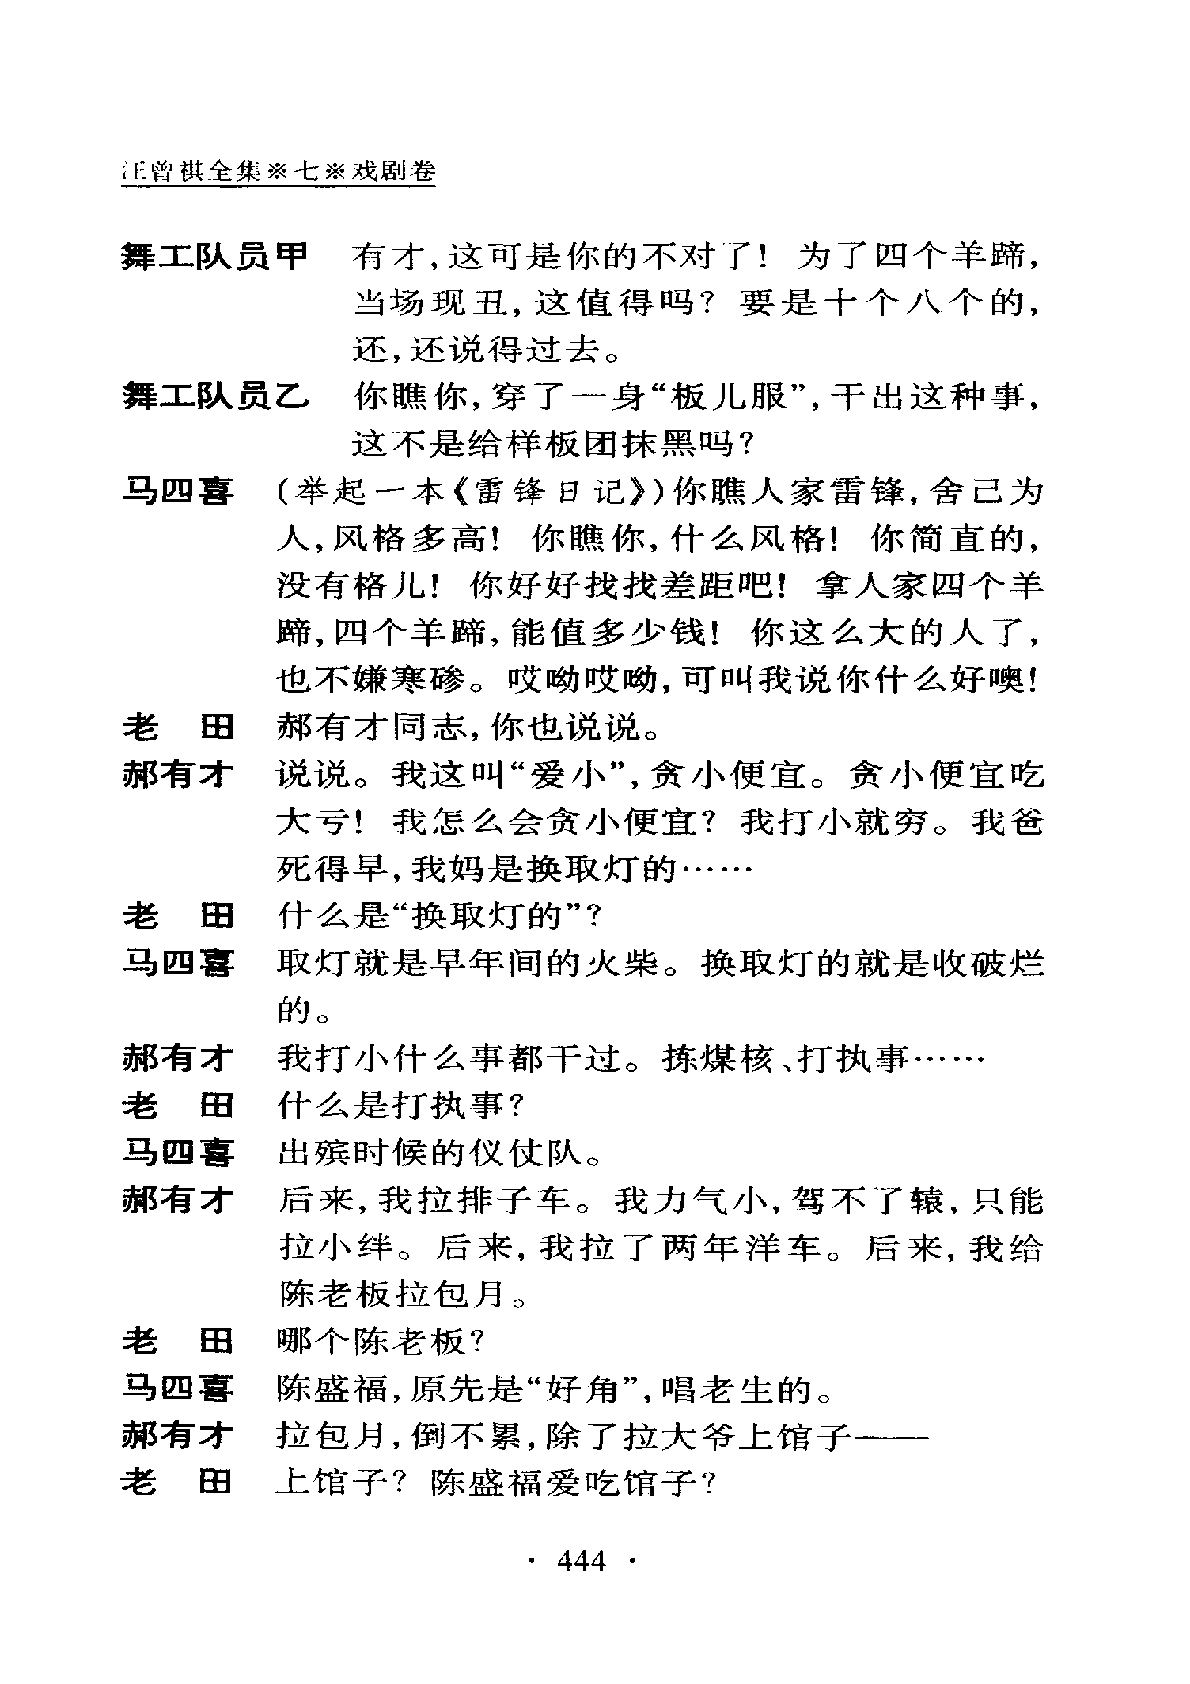 汪曾祺全集※七※戏剧卷
舞工队员甲 有才,这可是你的不对了! 为了四个羊蹄,
当场现丑,这值得吗? 要是十个八个的,
还,还说得过去。
舞工队员乙 你瞧你,穿了一身“板儿服”,干出这种事,
这不是给样板团抹黑吗?
马四喜 (举起一本《雷锋日记》)你瞧人家雷锋,舍己为
人,风格多高! 你瞧你,什么风格! 你简直的,
没有格儿! 你好好找找差距吧! 拿人家四个羊
蹄,四个羊蹄,能值多少钱! 你这么大的人了,
也不嫌寒碜。哎呦哎呦,可叫我说你什么好噢!
老 田 郝有才同志,你也说说。
郝有才 说说。我这叫“爱小”,贪小便宜。贪小便宜吃
大亏! 我怎么会贪小便宜? 我打小就穷。我爸
死得早,我妈是换取灯的……
老 田 什么是“换取灯的”?
马四喜 取灯就是早年间的火柴。换取灯的就是收破烂
的。
郝有才 我打小什么事都干过。拣煤核、打执事……
老 田 什么是打执事?
马四喜 出殡时候的仪仗队。
郝有才 后来,我拉排子车。我力气小,驾不了辕,只能
拉小绊。后来,我拉了两年洋车。后来,我给
陈老板拉包月。
老 田 哪个陈老板?
马四喜 陈盛福,原先是“好角”,唱老生的。
郝有才 拉包月,倒不累,除了拉大爷上馆子——
老 田 上馆子? 陈盛福爱吃馆子?
· 444 ·